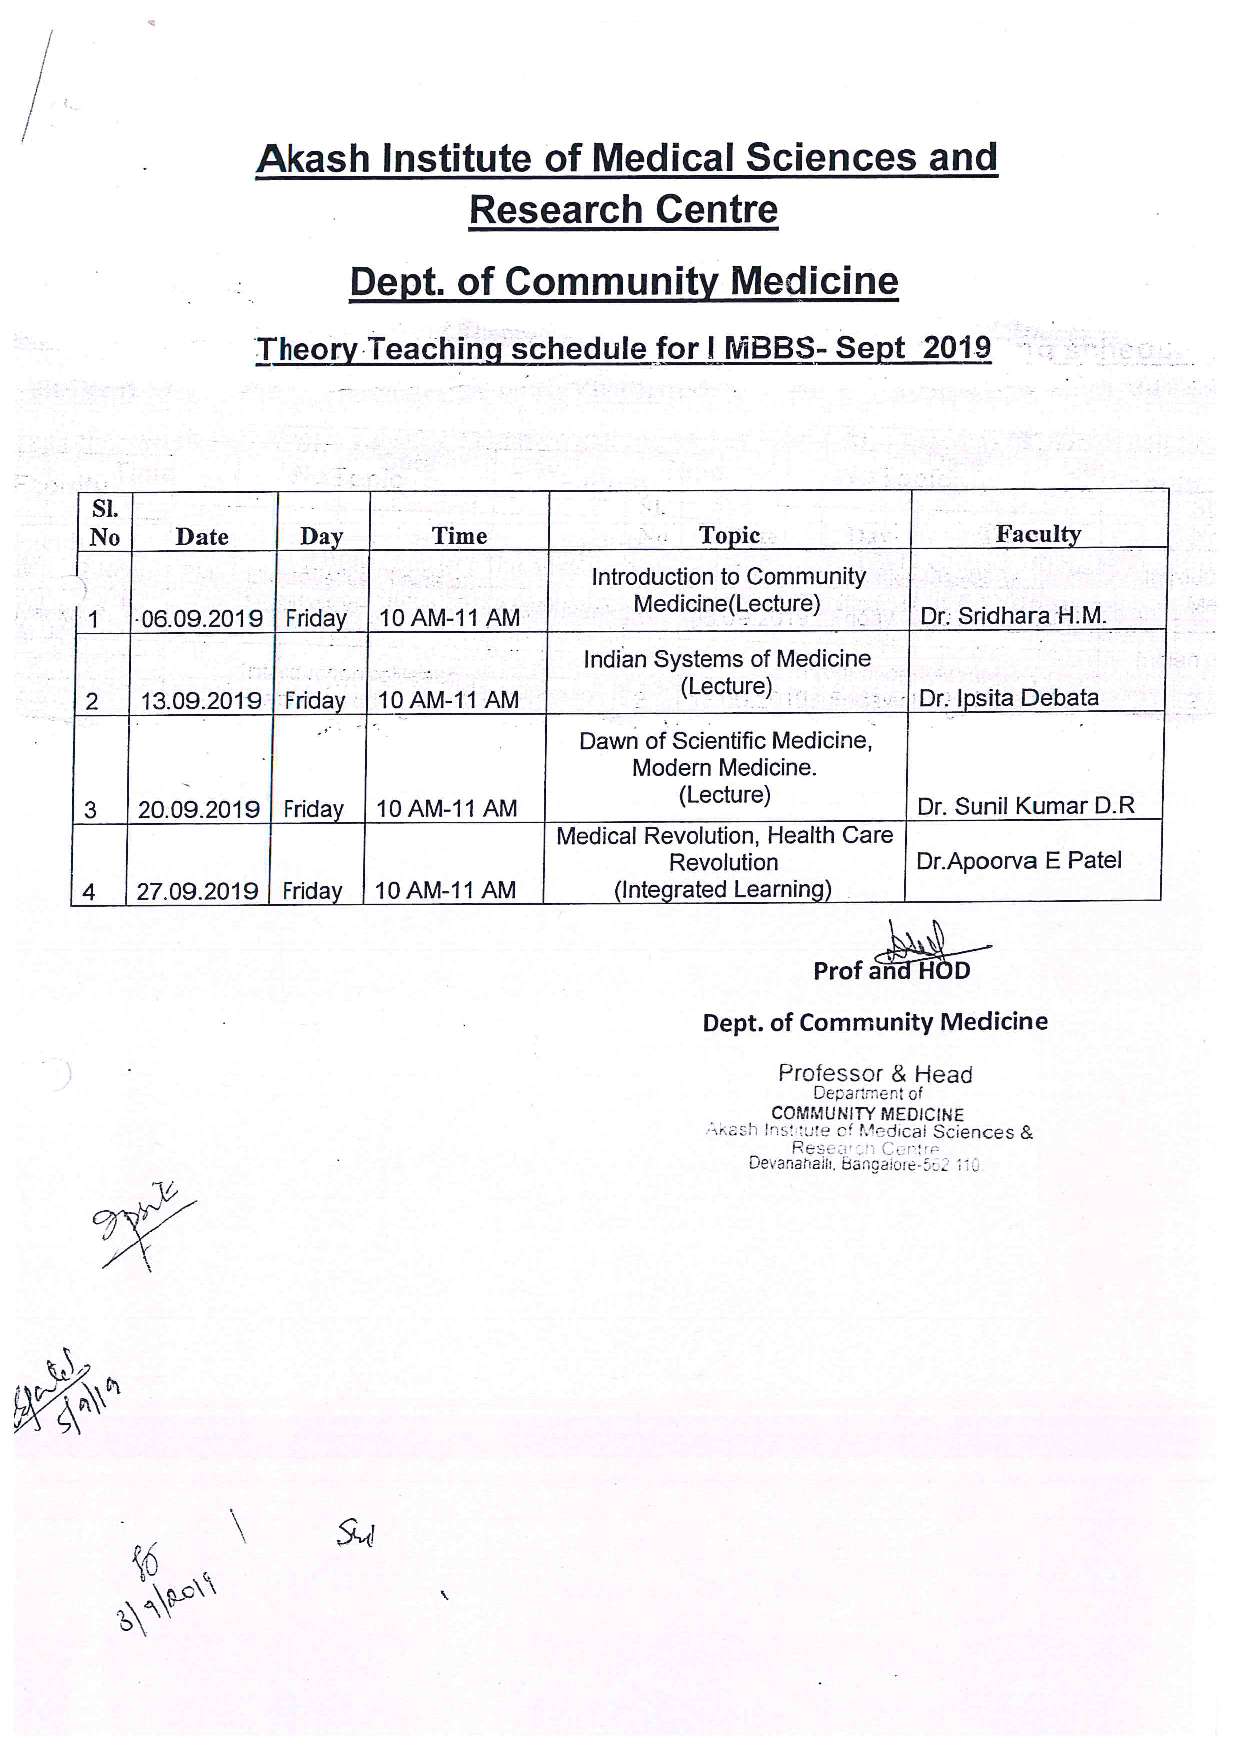 Akash Institute of Medical Sciences and
Research Centre
Dept. of Community Medicine
Theory Teaching schedule for I MBBS- Sept 2019
Sl. No Date Day Time Topic Faculty
1 06.09.2019 Friday 10 AM-11 AM Introduction to Community Medicine(Lecture) Dr. Sridhara H.M.
2 13.09.2019 Friday 10 AM-11 AM Indian Systems of Medicine (Lecture) Dr. Ipsita Debata
3 20.09.2019 Friday 10 AM-11 AM Dawn of Scientific Medicine, Modern Medicine. (Lecture) Dr. Sunil Kumar D.R
4 27.09.2019 Friday 10 AM-11 AM Medical Revolution, Health Care Revolution (Integrated Learning) Dr.Apoorva E Patel
Prof and HOD
Dept. of Community Medicine
Professor & Head
Department of
COMMUNITY MEDICINE
Akash Institute of Medical Sciences &
Research Centre
Devanahalli, Bangalore-562 110
5/9/19
3/9/2019